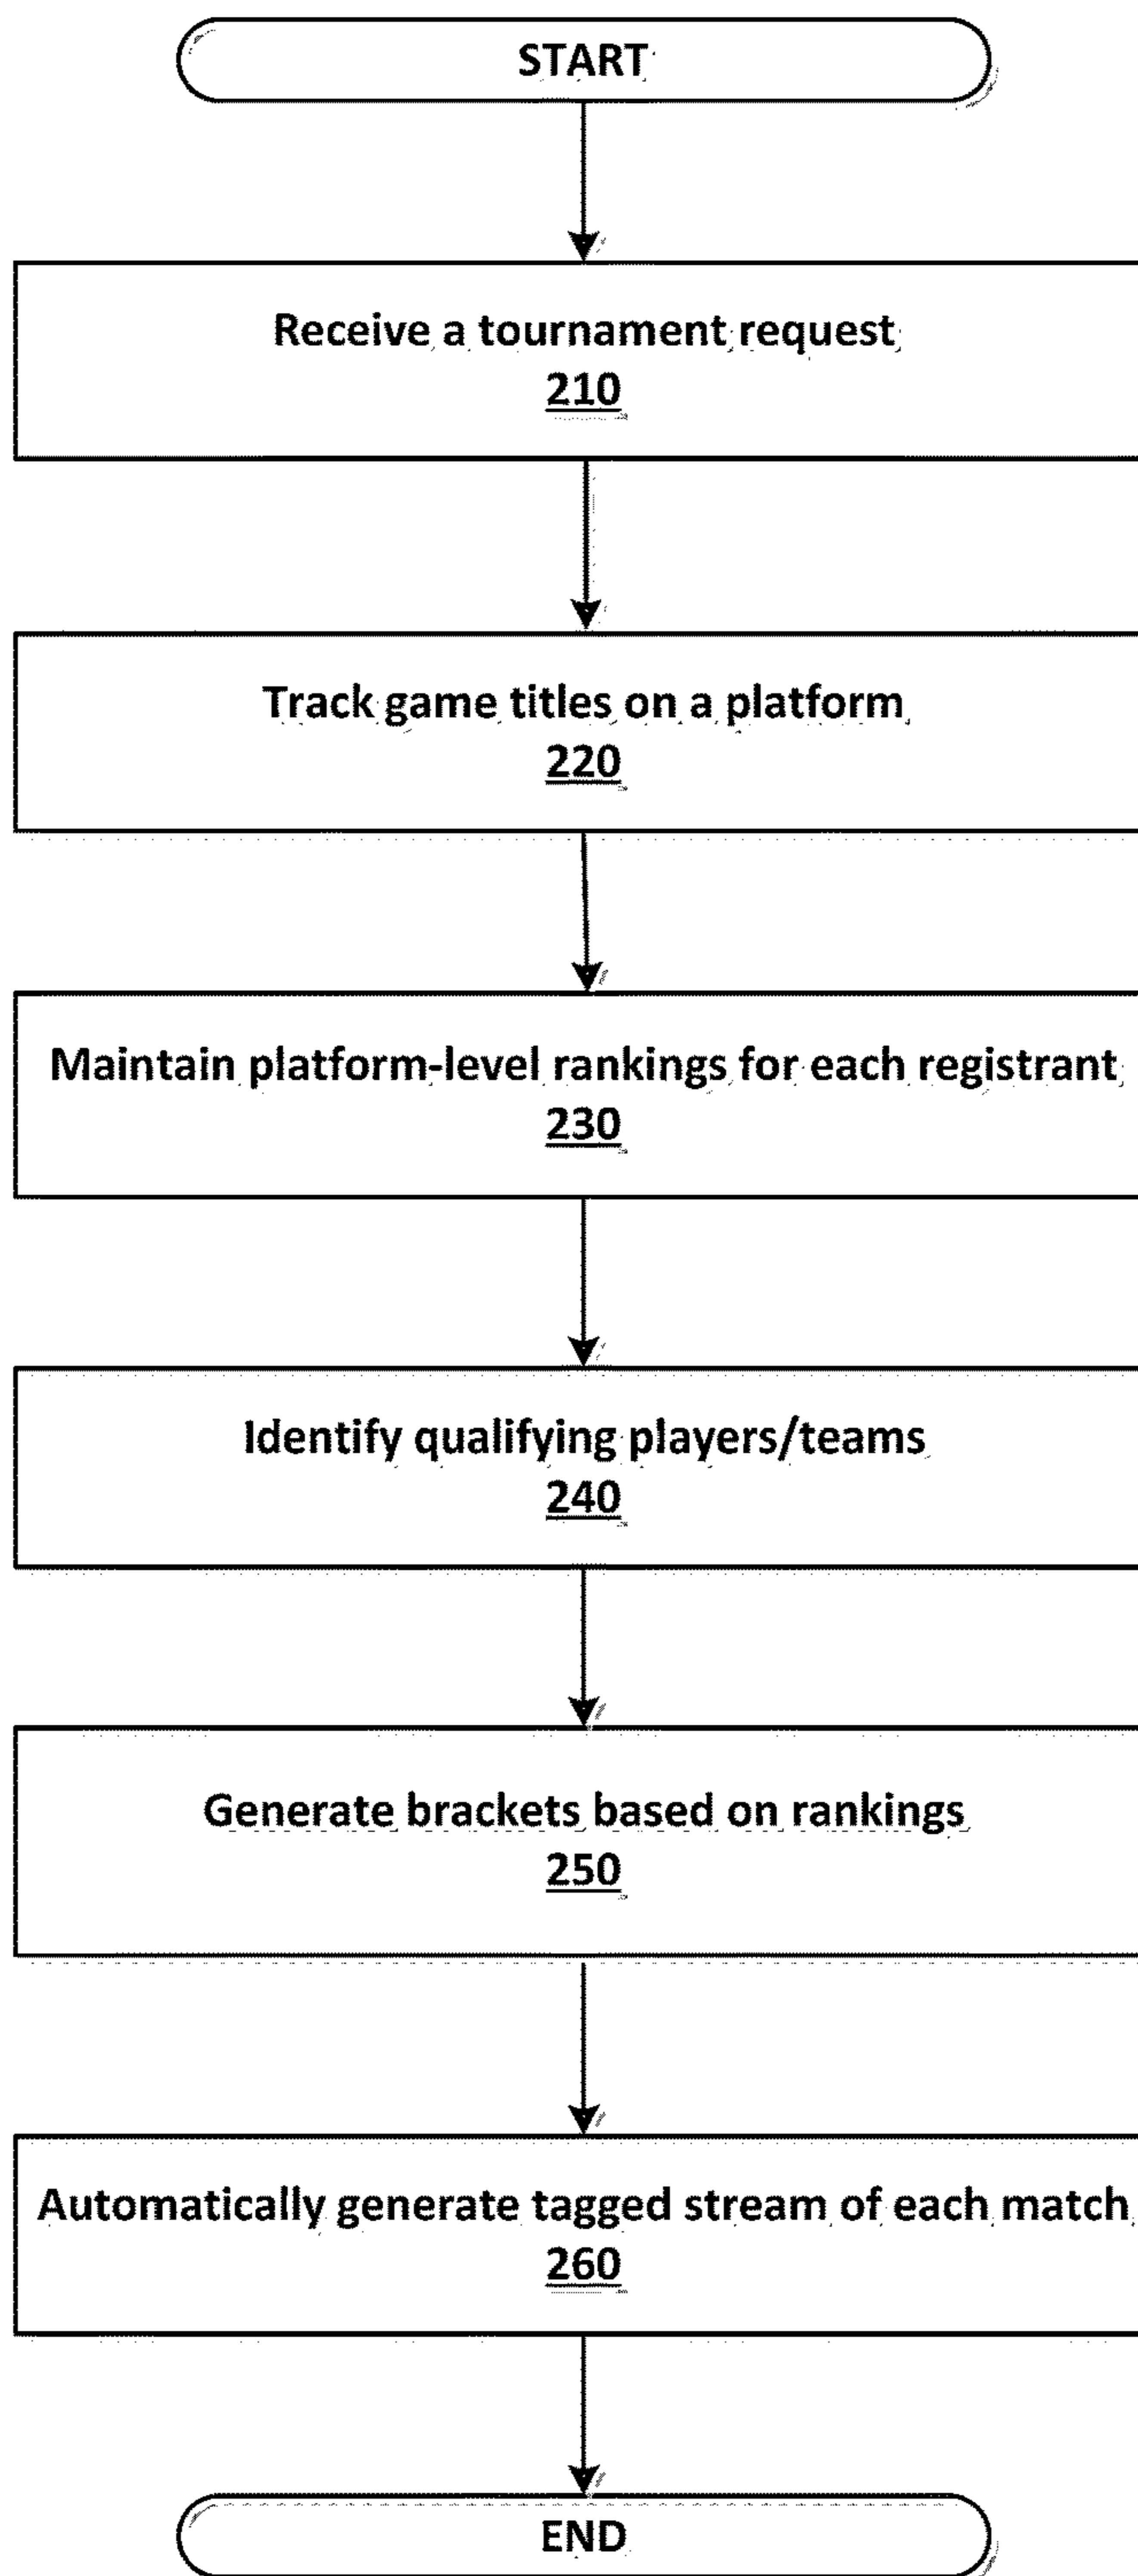 START
Receive a tournament request
210
Track game titles on a platform
220
Maintain platform-level rankings for each registrant
230
Identify qualifying players/teams
240
Generate brackets based on rankings
250
Automatically generate tagged stream of each match
260
END